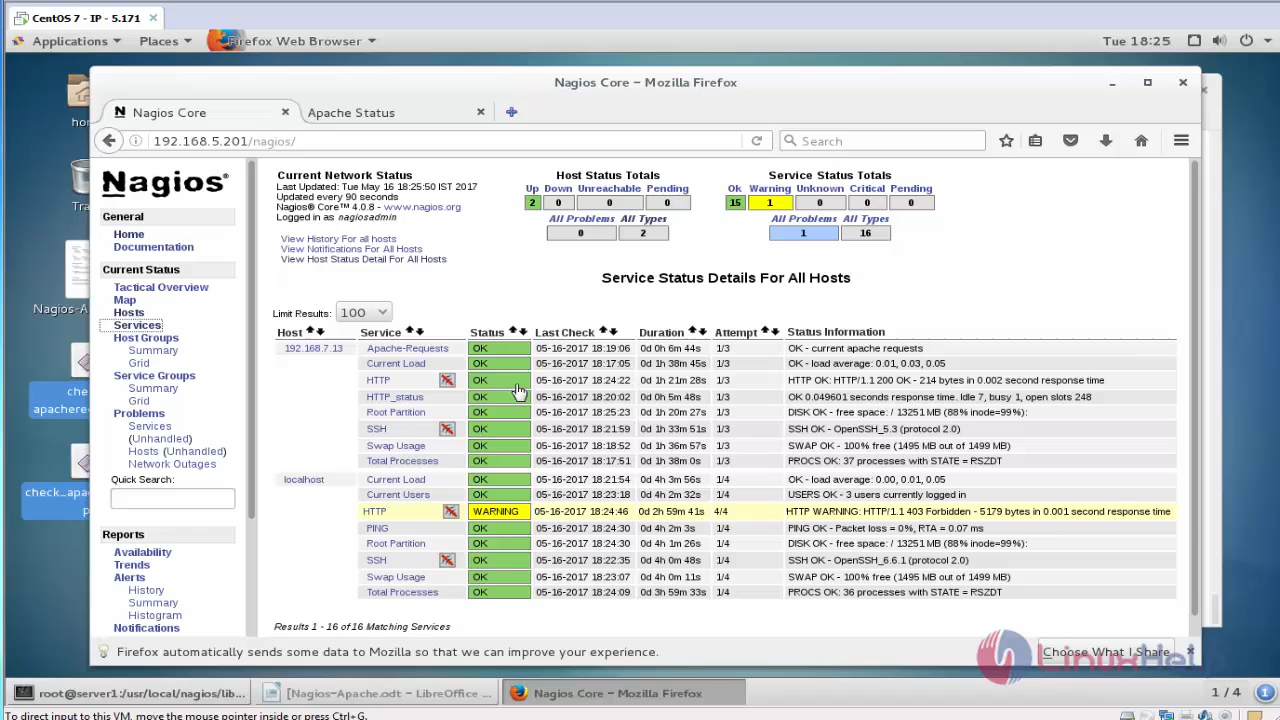 CentOS 7 - IP - 5.171
Applications Places Firefox Web Browser Tue 18:25
Nagios Core - Mozilla Firefox
Nagios Core Apache Status
192.168.5.201/nagios/ Search
Nagios®
General
Home
Documentation
Current Status
Tactical Overview
Map
Hosts
Services
Host Groups
Summary
Grid
Service Groups
Summary
Grid
Problems
Services
(Unhandled)
Hosts (Unhandled)
Network Outages
Quick Search:
Reports
Availability
Trends
Alerts
History
Summary
Histogram
Notifications
Current Network Status
Last Updated: Tue May 16 18:25:50 IST 2017
Updated every 90 seconds
Nagios® Core™ 4.0.8 - www.nagios.org
Logged in as nagiosadmin
View History For all hosts
View Notifications For All Hosts
View Host Status Detail For All Hosts
Host Status Totals
Up Down Unreachable Pending
2 0 0 0
All Problems All Types
0 2
Service Status Totals
Ok Warning Unknown Critical Pending
15 1 0 0 0
All Problems All Types
1 16
Service Status Details For All Hosts
Limit Results: 100
Host Service Status Last Check Duration Attempt Status Information
192.168.7.13 Apache-Requests OK 05-16-2017 18:19:06 0d 0h 6m 44s 1/3 OK - current apache requests
Current Load OK 05-16-2017 18:17:05 0d 1h 38m 45s 1/3 OK - load average: 0.01, 0.03, 0.05
HTTP OK 05-16-2017 18:24:22 0d 1h 21m 28s 1/3 HTTP OK: HTTP/1.1 200 OK - 214 bytes in 0.002 second response time
HTTP_status OK 05-16-2017 18:20:02 0d 0h 5m 48s 1/3 OK 0.049601 seconds response time. Idle 7, busy 1, open slots 248
Root Partition OK 05-16-2017 18:25:23 0d 1h 20m 27s 1/3 DISK OK - free space: / 13251 MB (88% inode=99%):
SSH OK 05-16-2017 18:21:59 0d 1h 33m 51s 1/3 SSH OK - OpenSSH_5.3 (protocol 2.0)
Swap Usage OK 05-16-2017 18:18:52 0d 1h 36m 57s 1/3 SWAP OK - 100% free (1495 MB out of 1499 MB)
Total Processes OK 05-16-2017 18:17:51 0d 1h 38m 0s 1/3 PROCS OK: 37 processes with STATE = RSZDT
localhost Current Load OK 05-16-2017 18:21:54 0d 4h 3m 56s 1/4 OK - load average: 0.00, 0.01, 0.05
Current Users OK 05-16-2017 18:23:18 0d 4h 2m 32s 1/4 USERS OK - 3 users currently logged in
HTTP WARNING 05-16-2017 18:24:46 0d 2h 59m 41s 4/4 HTTP WARNING: HTTP/1.1 403 Forbidden - 5179 bytes in 0.001 second response time
PING OK 05-16-2017 18:24:30 0d 4h 2m 3s 1/4 PING OK - Packet loss = 0%, RTA = 0.07 ms
Root Partition OK 05-16-2017 18:24:30 0d 4h 1m 26s 1/4 DISK OK - free space: / 13251 MB (88% inode=99%):
SSH OK 05-16-2017 18:22:35 0d 4h 0m 48s 1/4 SSH OK - OpenSSH_6.6.1 (protocol 2.0)
Swap Usage OK 05-16-2017 18:23:07 0d 4h 0m 11s 1/4 SWAP OK - 100% free (1495 MB out of 1499 MB)
Total Processes OK 05-16-2017 18:24:09 0d 3h 59m 33s 1/4 PROCS OK: 36 processes with STATE = RSZDT
Results 1 - 16 of 16 Matching Services
Firefox automatically sends some data to Mozilla so that we can improve your experience. Choose What I Share
LinuxHelp
hom
Tra
Nagios-A
che
apachere
check_apa
p
root@server1:/usr/local/nagios/lib... [Nagios-Apache.odt - LibreOffice ... Nagios Core - Mozilla Firefox 1 / 4 1
To direct input to this VM, move the mouse pointer inside or press Ctrl+G.